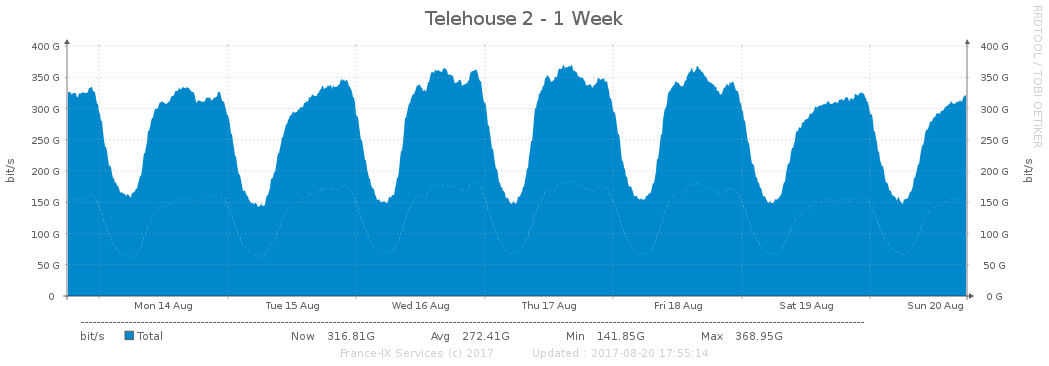 Telehouse 2 - 1 Week
RRDTOOL / TOBI OETIKER
400 G 400 G
350 G 350 G
300 G 300 G
250 G 250 G
200 G 200 G
150 G 150 G
100 G 100 G
50 G 50 G
0 0 G
bit/s bit/s
Mon 14 Aug Tue 15 Aug Wed 16 Aug Thu 17 Aug Fri 18 Aug Sat 19 Aug Sun 20 Aug
bit/s Total Now 316.81G Avg 272.41G Min 141.85G Max 368.95G
France-IX Services (c) 2017 Updated : 2017-08-20 17:55:14